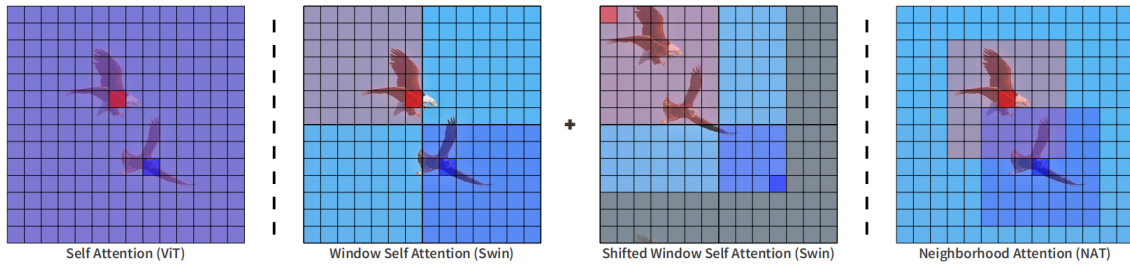 Self Attention (ViT)
Window Self Attention (Swin)
+
Shifted Window Self Attention (Swin)
Neighborhood Attention (NAT)